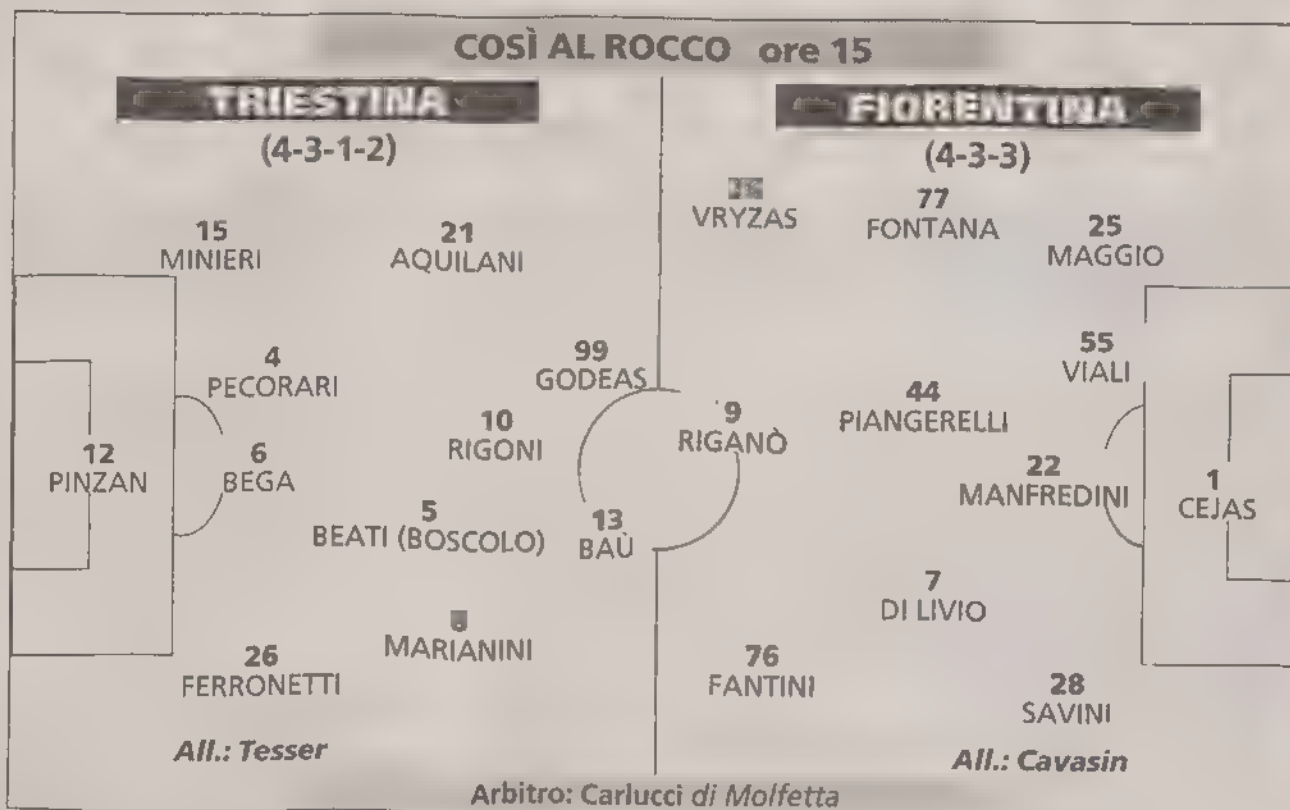 COSÌ AL ROCCO ore 15
TRIESTINA
(4-3-1-2)
15
MINIERI
21
AQUILANI
4
PECORARI
99
GODEAS
10
RIGONI
12
PINZAN
6
BEGA
5
BEATI (BOSCOLO)
13
BAÙ
MARIANINI
26
FERRONETTI
All.: Tesser
FIORENTINA
(4-3-3)
VRYZAS
77
FONTANA
25
MAGGIO
55
VIALI
44
PIANGERELLI
9
RIGANÒ
22
MANFREDINI
1
CEJAS
7
DI LIVIO
76
FANTINI
28
SAVINI
All.: Cavasin
Arbitro: Carlucci di Molfetta